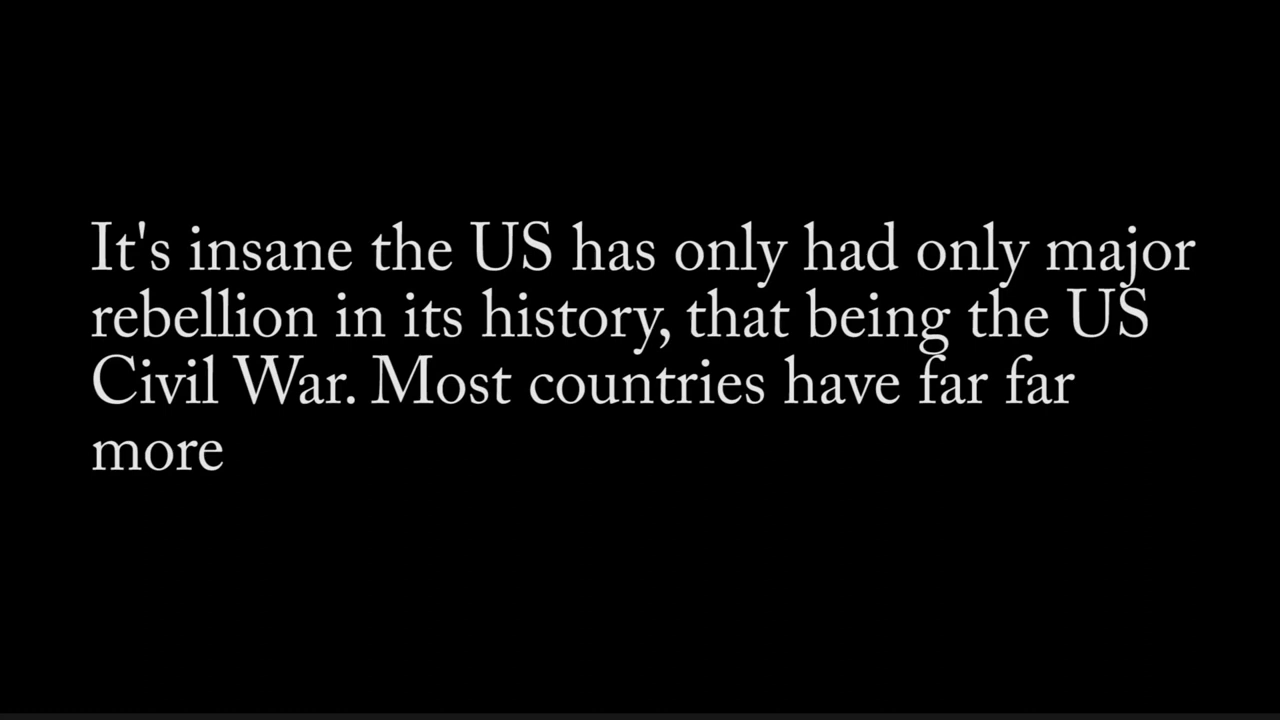 It's insane the US has only had only major
rebellion in its history, that being the US
Civil War. Most countries have far far
more